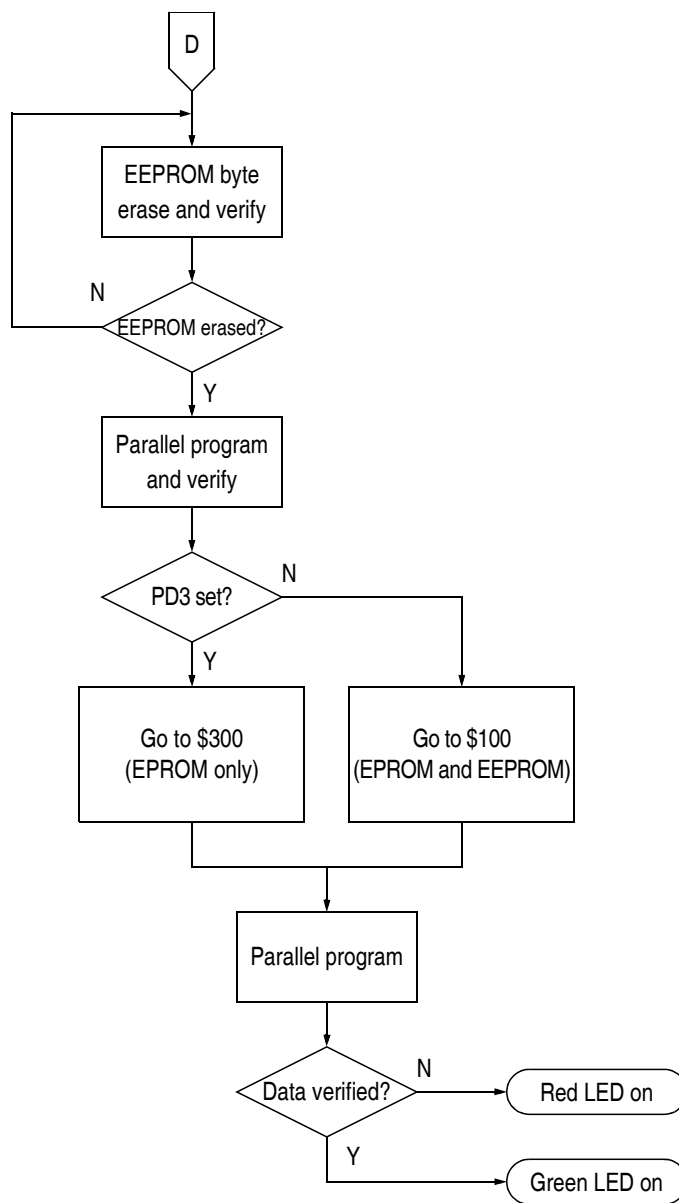 D
EEPROM byte
erase and verify
N
EEPROM erased?
Y
Parallel program
and verify
N
PD3 set?
Y
Go to $300
(EPROM only)
Go to $100
(EPROM and EEPROM)
Parallel program
N
Data verified?
Red LED on
Y
Green LED on